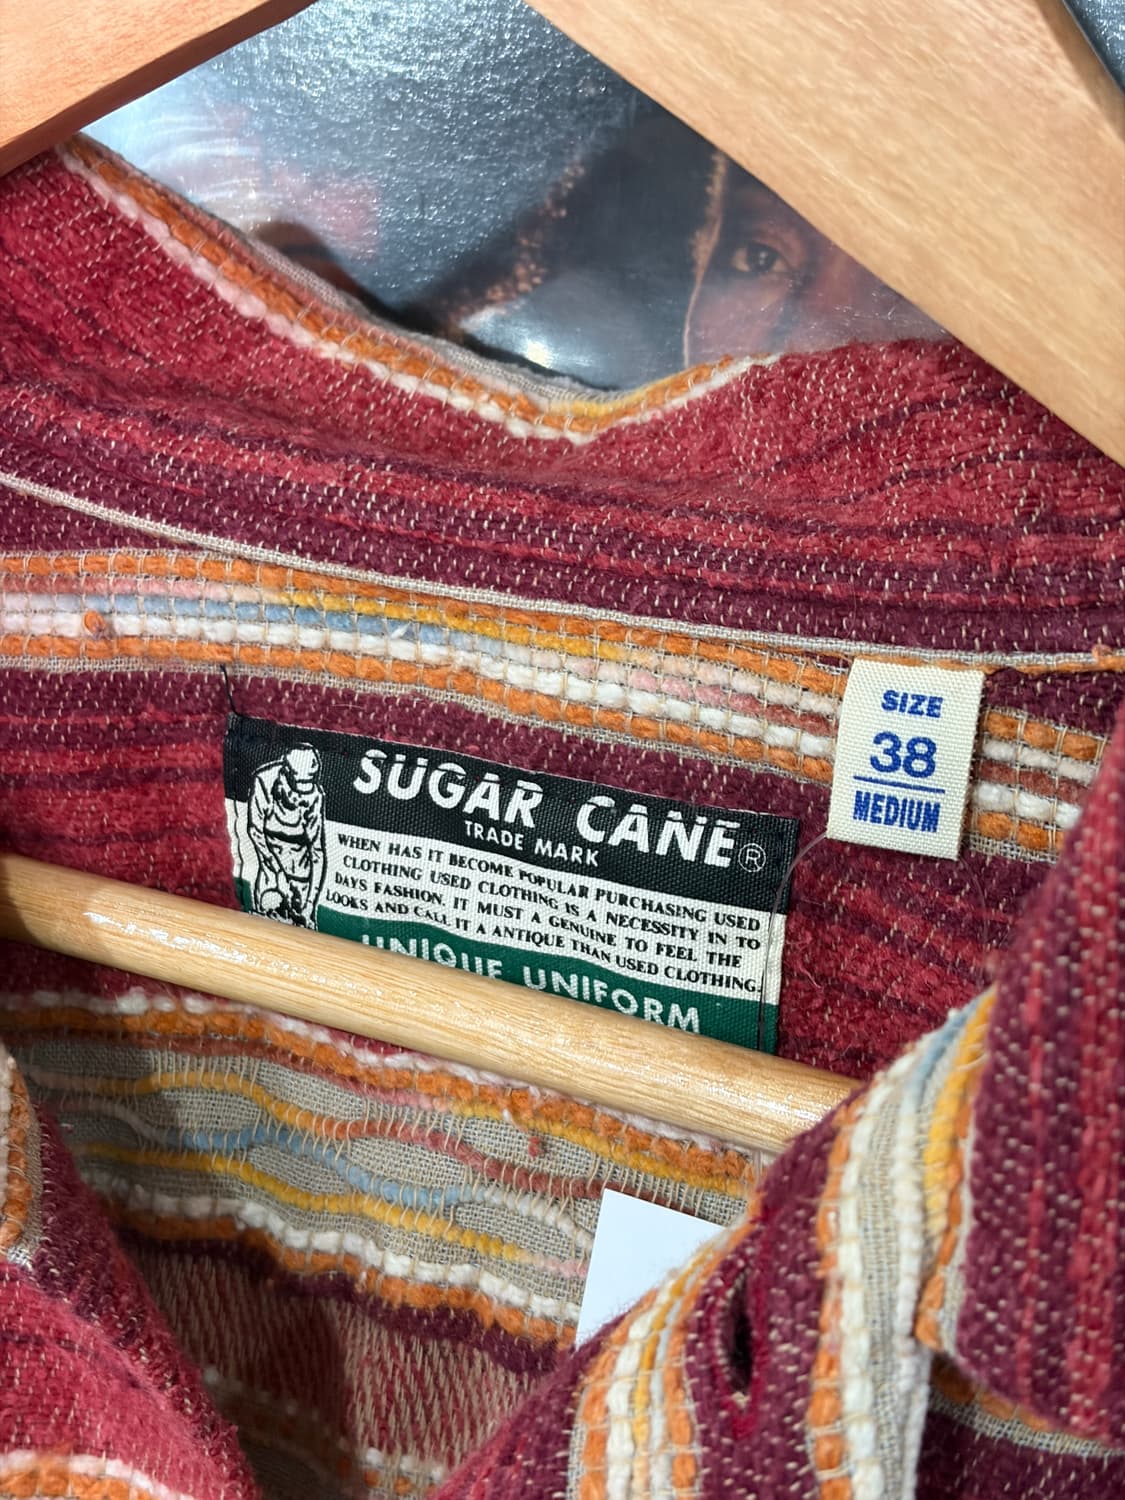 SUGAR CANE ®
TRADE MARK
WHEN HAS IT BECOME POPULAR PURCHASING USED
CLOTHING USED CLOTHING IS A NECESSITY IN TO
DAYS FASHION. IT MUST A GENUINE TO FEEL THE
LOOKS AND CALL IT A ANTIQUE THAN USED CLOTHING.
UNIQUE UNIFORM
SIZE
38
MEDIUM